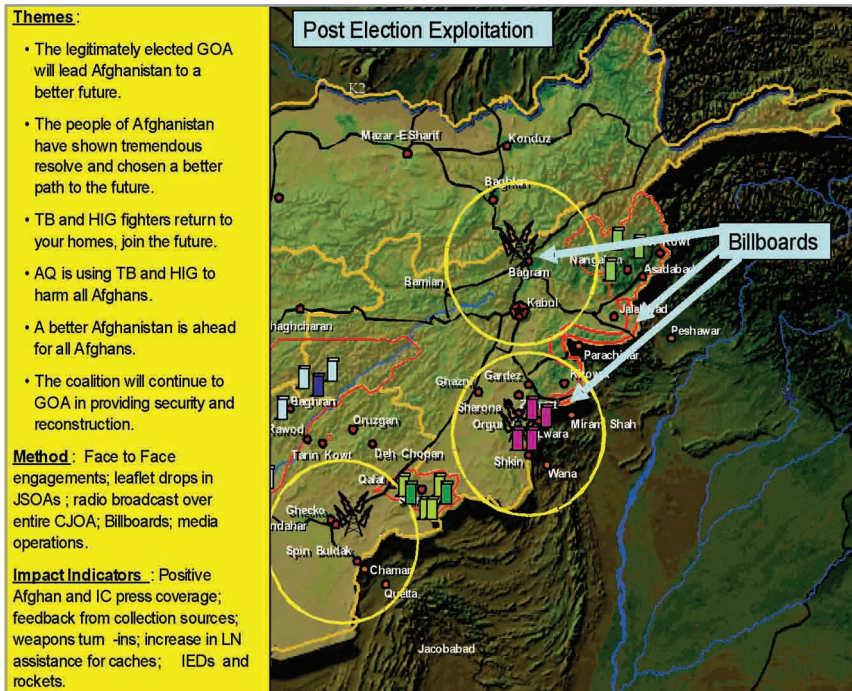 Themes:
• The legitimately elected GOA
will lead Afghanistan to a
better future.
• The people of Afghanistan
have shown tremendous
resolve and chosen a better
path to the future.
• TB and HIG fighters return to
your homes, join the future.
• AQ is using TB and HIG to
harm all Afghans.
• A better Afghanistan is ahead
for all Afghans.
• The coalition will continue to
GOA in providing security and
reconstruction.
Method: Face to Face
engagements; leaflet drops in
JSOAs; radio broadcast over
entire CJOA; Billboards; media
operations.
Impact Indicators: Positive
Afghan and IC press coverage;
feedback from collection sources;
weapons turn -ins; increase in LN
assistance for caches; IEDs and
rockets.
Post Election Exploitation
K2
Mazar-ESharif
Konduz
Baghlan
Billboards
Bagram
Asadabad
Bamian
Kabul
Peshawar
haghcharan
Parachinar
Gardez
Ghazni
Sharona
Miram Shah
Lwara
Baghran
Oruzgan
Rawod
Tarin Kowt
Deh Chopan
Shkin
Wana
Qalat
Ghecko
ndahar
Spin Buldak
Chaman
Quetta
Jacobabad